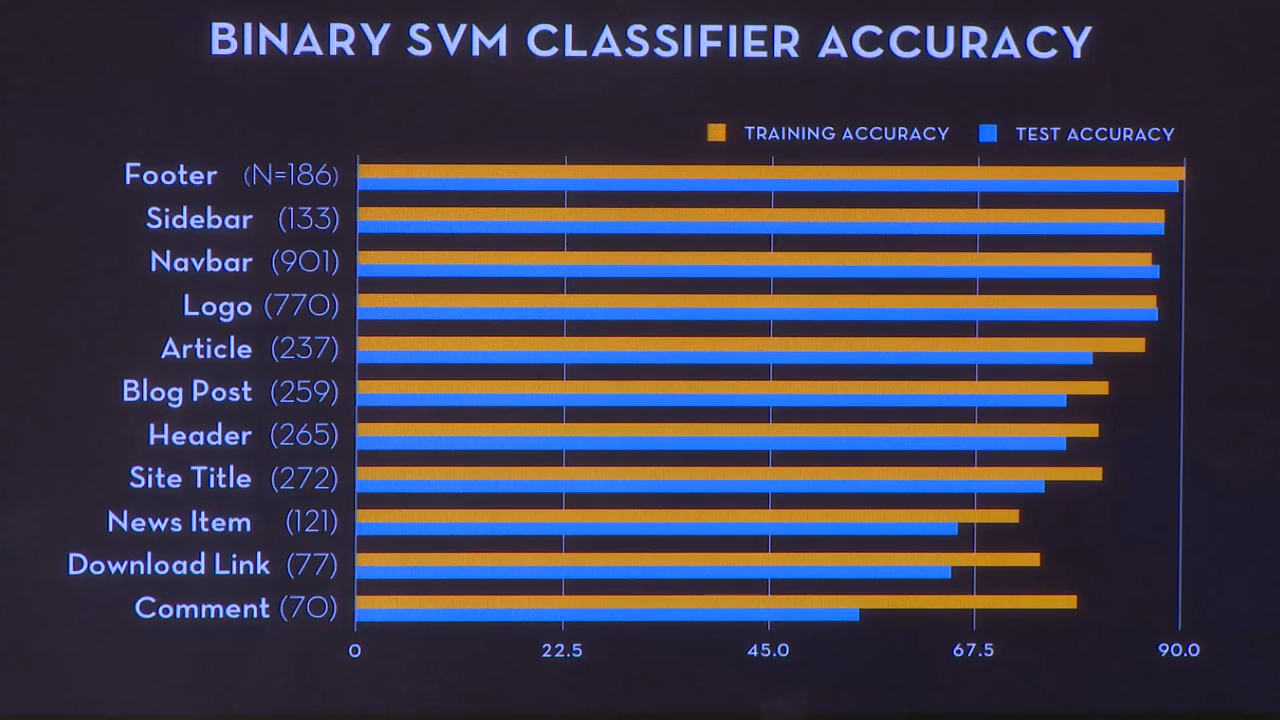 BINARY SVM CLASSIFIER ACCURACY
TRAINING ACCURACY TEST ACCURACY
Footer (N=186)
Sidebar (133)
Navbar (901)
Logo (770)
Article (237)
Blog Post (259)
Header (265)
Site Title (272)
News Item (121)
Download Link (77)
Comment (70)
0 22.5 45.0 67.5 90.0